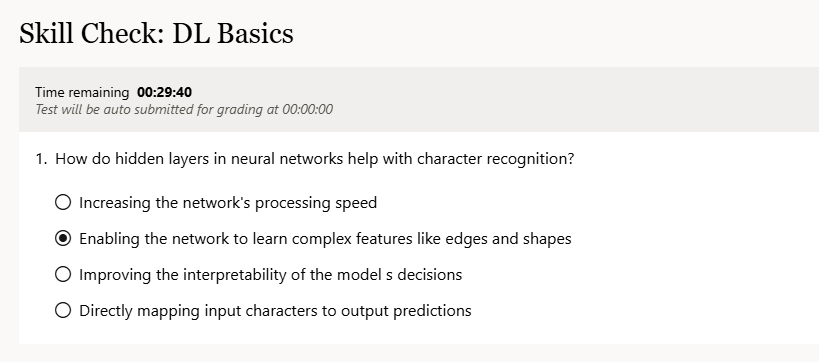 Skill Check: DL Basics
Time remaining 00:29:40
Test will be auto submitted for grading at 00:00:00
1. How do hidden layers in neural networks help with character recognition?
Increasing the network's processing speed
Enabling the network to learn complex features like edges and shapes
Improving the interpretability of the model s decisions
Directly mapping input characters to output predictions